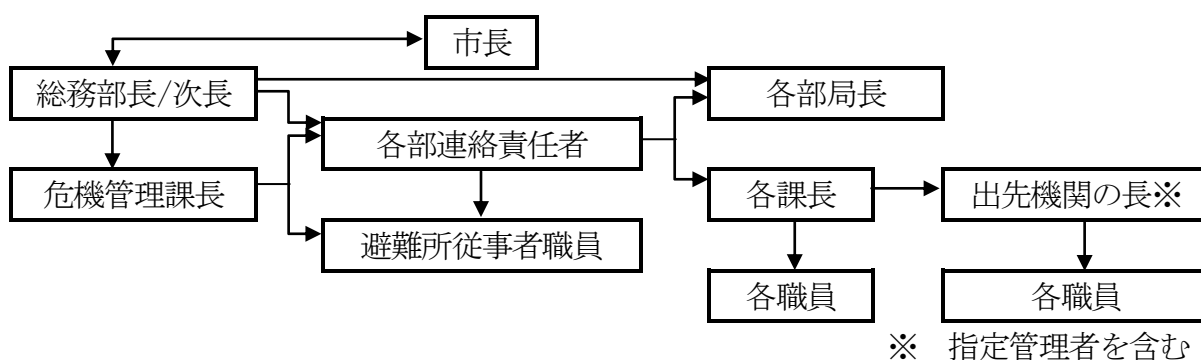 市長
総務部長/次長
各部局長
各部連絡責任者
危機管理課長
各課長
出先機関の長※
避難所従事者職員
各職員
各職員
※　指定管理者を含む